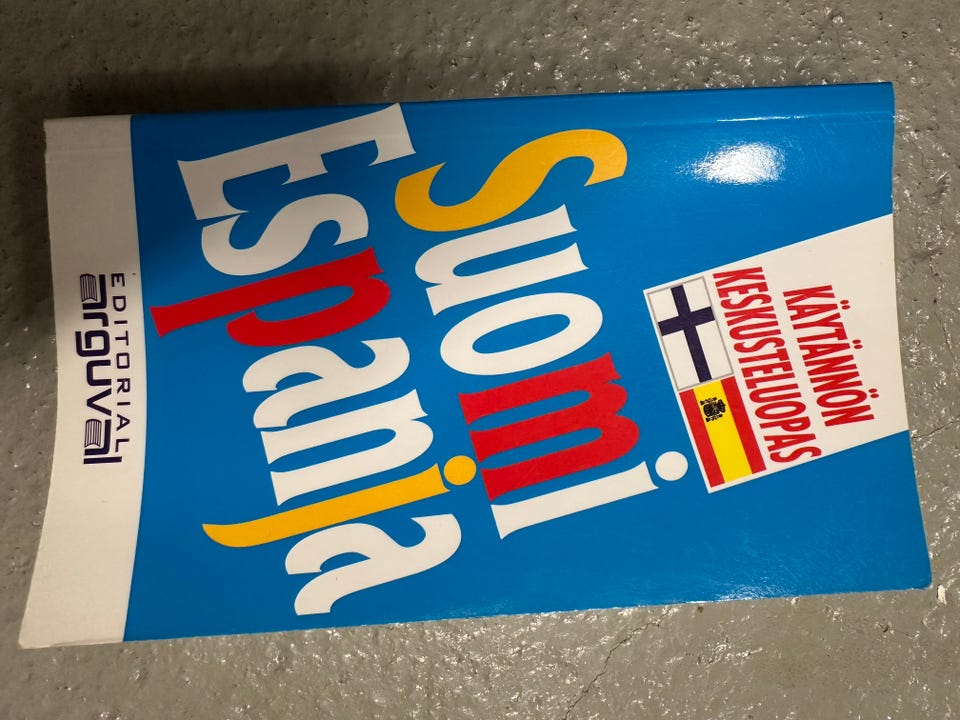 KÄYTÄNNÖN
KESKUSTELUOPAS
Suomi
Espanja
EDITORIAL
arguval